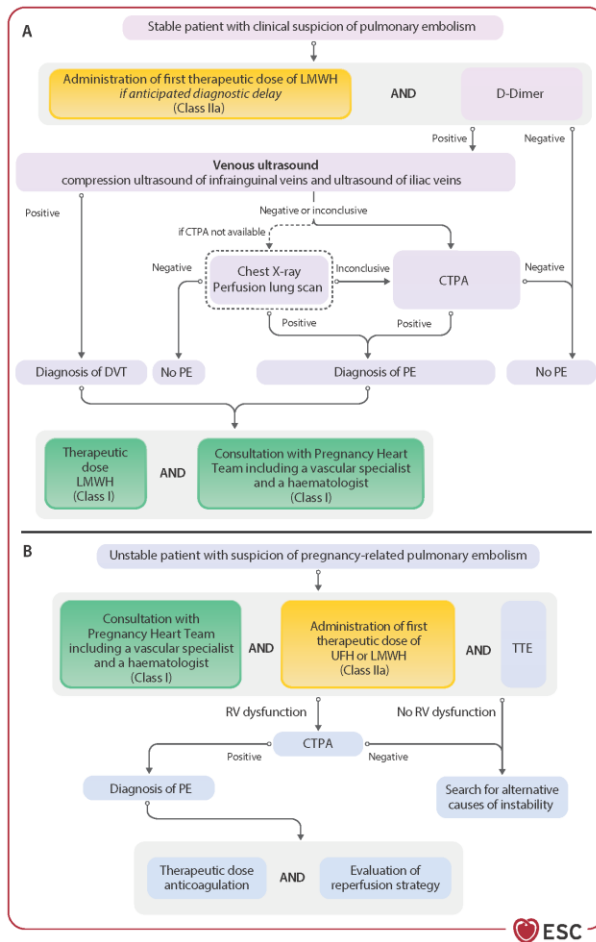 A
Stable patient with clinical suspicion of pulmonary embolism
Administration of first therapeutic dose of LMWH
if anticipated diagnostic delay
(Class IIa)
AND
D-Dimer
Positive
Negative
Venous ultrasound
compression ultrasound of infrainguinal veins and ultrasound of iliac veins
Positive
Negative or inconclusive
if CTPA not available
Negative
Chest X-ray
Perfusion lung scan
Inconclusive
CTPA
Negative
Positive
Positive
Diagnosis of DVT
No PE
Diagnosis of PE
No PE
Therapeutic
dose
LMWH
(Class I)
AND
Consultation with Pregnancy Heart
Team including a vascular specialist
and a haematologist
(Class I)
B
Unstable patient with suspicion of pregnancy-related pulmonary embolism
Consultation with
Pregnancy Heart Team
including a vascular specialist
and a haematologist
(Class I)
AND
Administration of first
therapeutic dose of
UFH or LMWH
(Class IIa)
AND
TTE
RV dysfunction
No RV dysfunction
CTPA
Positive
Negative
Diagnosis of PE
Search for alternative
causes of instability
Therapeutic dose
anticoagulation
AND
Evaluation of
reperfusion strategy
ESC